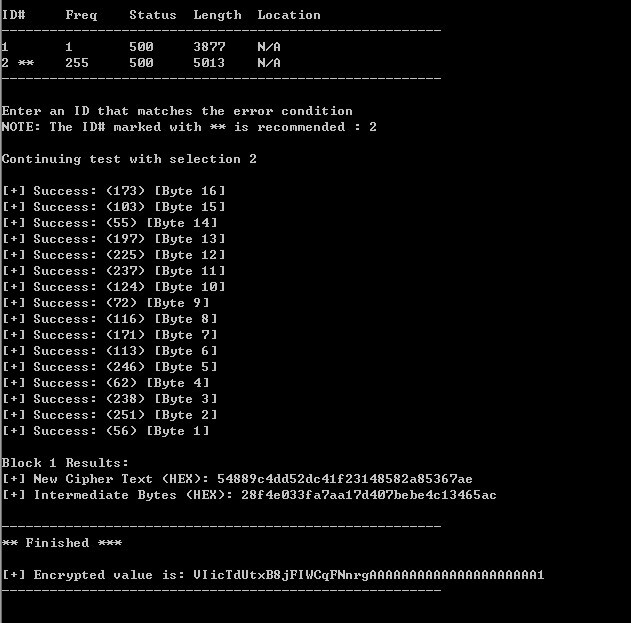 ID# Freq Status Length Location
-------------------------------------------------------
1 1 500 3877 N/A
2 ** 255 500 5013 N/A
-------------------------------------------------------
Enter an ID that matches the error condition
NOTE: The ID# marked with ** is recommended : 2
Continuing test with selection 2
[+] Success: (173) [Byte 16]
[+] Success: (103) [Byte 15]
[+] Success: (55) [Byte 14]
[+] Success: (197) [Byte 13]
[+] Success: (225) [Byte 12]
[+] Success: (237) [Byte 11]
[+] Success: (124) [Byte 10]
[+] Success: (72) [Byte 9]
[+] Success: (116) [Byte 8]
[+] Success: (171) [Byte 7]
[+] Success: (113) [Byte 6]
[+] Success: (246) [Byte 5]
[+] Success: (62) [Byte 4]
[+] Success: (238) [Byte 3]
[+] Success: (251) [Byte 2]
[+] Success: (56) [Byte 1]
Block 1 Results:
[+] New Cipher Text (HEX): 54889c4dd52dc41f23148582a85367ae
[+] Intermediate Bytes (HEX): 28f4e033fa7aa17d407bebe4c13465ac
-------------------------------------------------------
** Finished ***
[+] Encrypted value is: VIicTdUtxB8jFIWCqFNnrgAAAAAAAAAAAAAAAAAAAAA1
-------------------------------------------------------